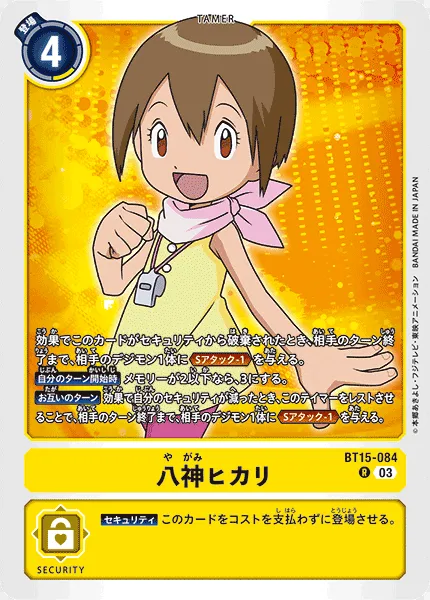 TAMER
登場
4
効果でこのカードがセキュリティから破棄されたとき、相手のターン終
了まで、相手のデジモン1体に Sアタック-1 を与える。
自分のターン開始時 メモリーが2以下なら、3にする。
お互いのターン 効果で自分のセキュリティが減ったとき、このテイマーをレストさせ
ることで、相手のターン終了まで、相手のデジモン1体に Sアタック-1 を与える。
©本郷あきよし・フジテレビ・東映アニメーション BANDAI MADE IN JAPAN
やがみ
八神ヒカリ
BT15-084
R 03
セキュリティ このカードをコストを支払わずに登場させる。
SECURITY